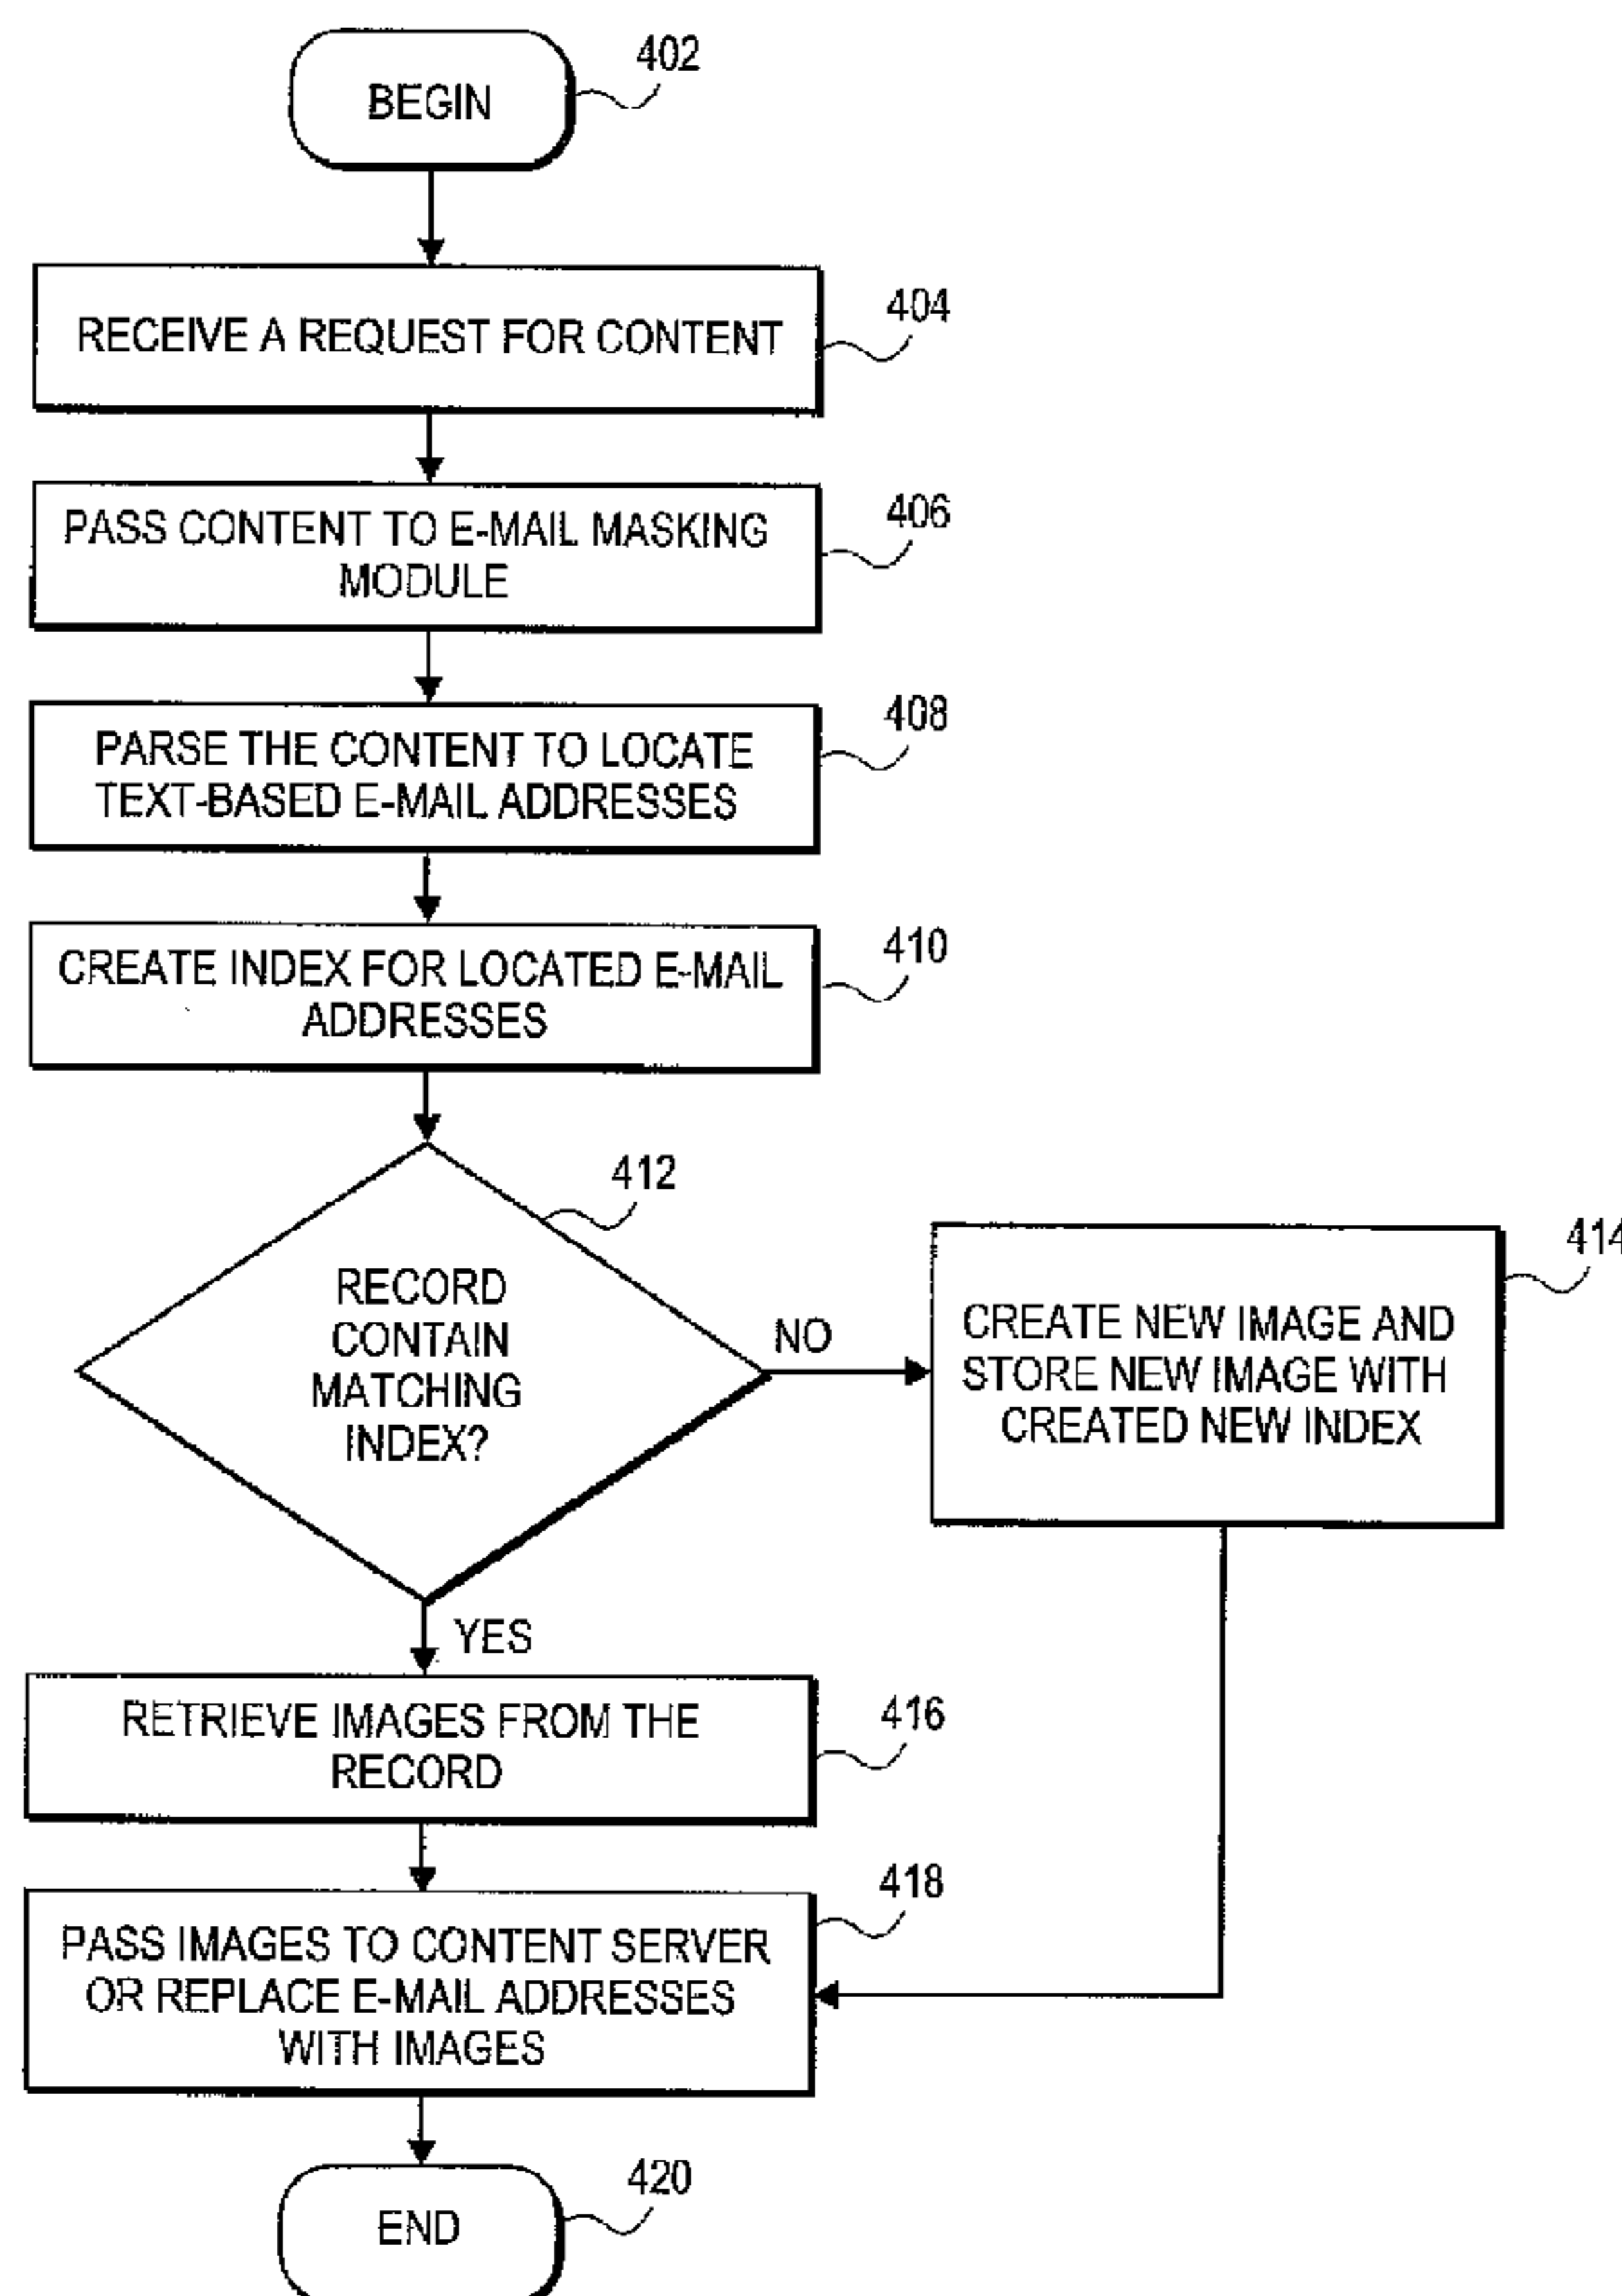 BEGIN
402
RECEIVE A REQUEST FOR CONTENT
404
PASS CONTENT TO E-MAIL MASKING
MODULE
406
PARSE THE CONTENT TO LOCATE
TEXT-BASED E-MAIL ADDRESSES
408
CREATE INDEX FOR LOCATED E-MAIL
ADDRESSES
410
RECORD
CONTAIN
MATCHING
INDEX?
412
NO
CREATE NEW IMAGE AND
STORE NEW IMAGE WITH
CREATED NEW INDEX
414
YES
RETRIEVE IMAGES FROM THE
RECORD
416
PASS IMAGES TO CONTENT SERVER
OR REPLACE E-MAIL ADDRESSES
WITH IMAGES
418
END
420